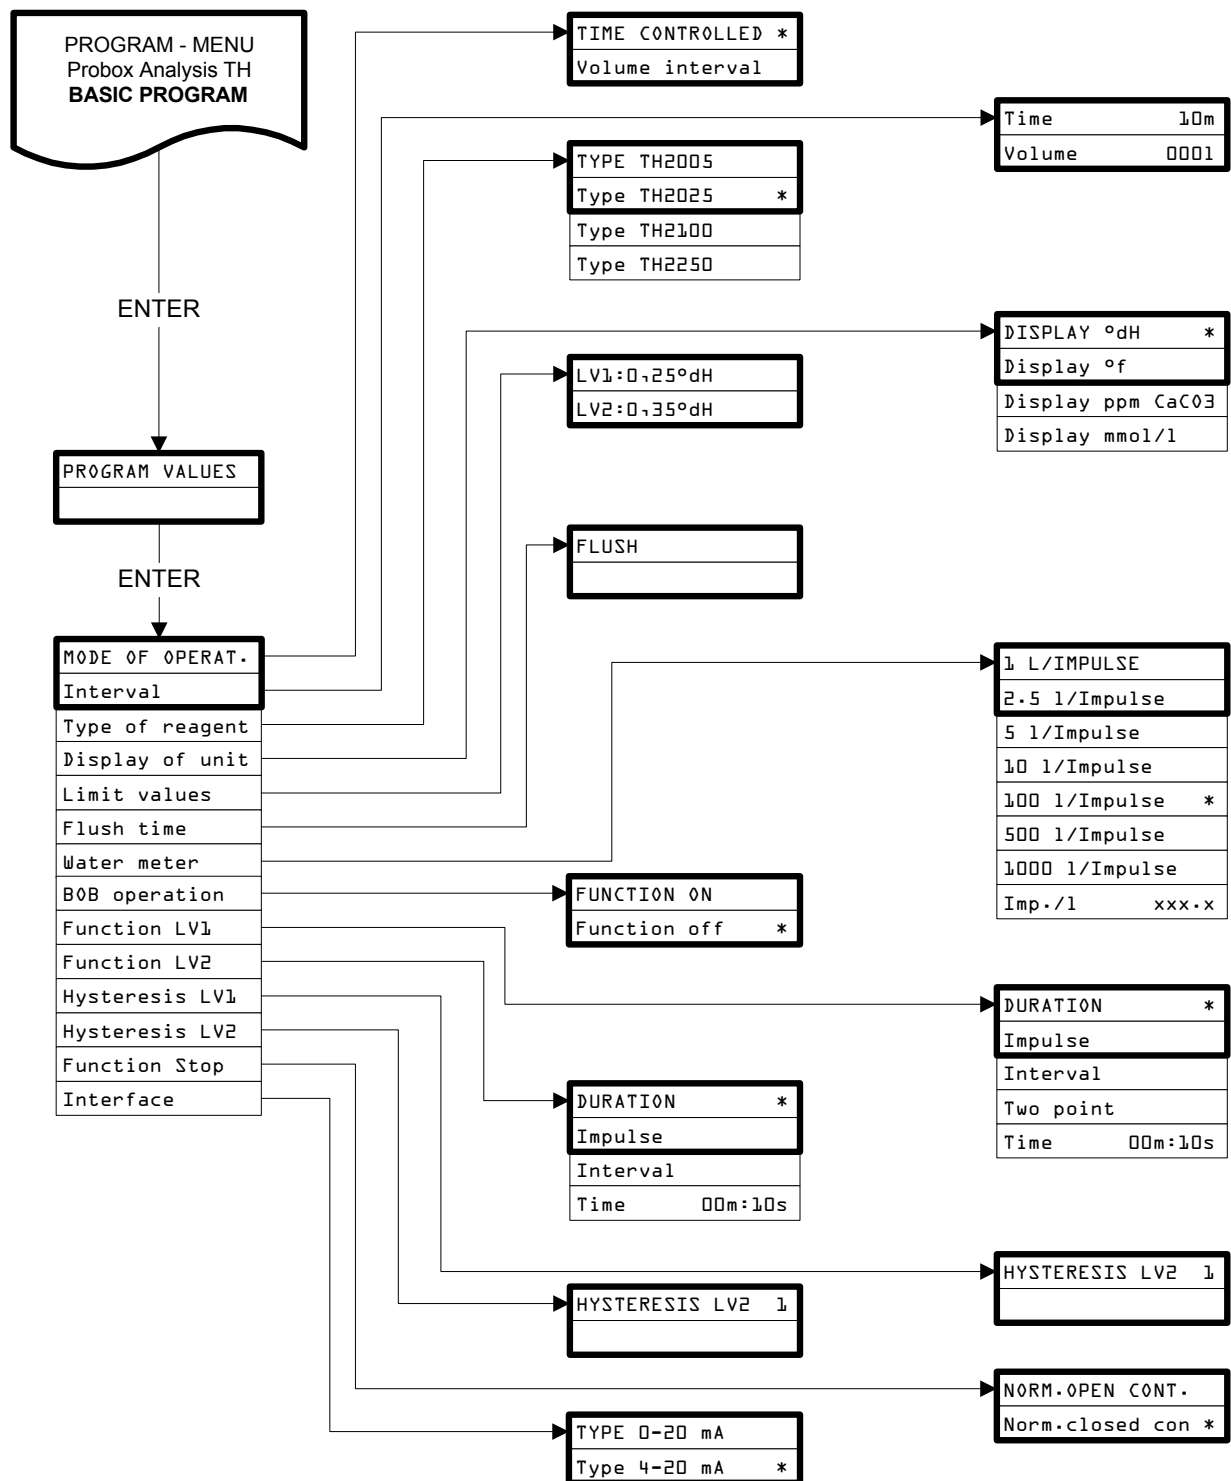 PROGRAM - MENU
Probox Analysis TH
BASIC PROGRAM
ENTER
PROGRAM VALUES
ENTER
MODE OF OPERAT.
Interval
Type of reagent
Display of unit
Limit values
Flush time
Water meter
BOB operation
Function LV1
Function LV2
Hysteresis LV1
Hysteresis LV2
Function Stop
Interface
TIME CONTROLLED *
Volume interval
Time 10m
Volume 000l
TYPE TH2005
Type TH2025 *
Type TH2100
Type TH2250
DISPLAY °dH *
Display °f
Display ppm CaCO3
Display mmol/l
LV1:0,25°dH
LV2:0,35°dH
FLUSH
1 L/IMPULSE
2.5 l/Impulse
5 l/Impulse
10 l/Impulse
100 l/Impulse *
500 l/Impulse
1000 l/Impulse
Imp./l xxx.x
FUNCTION ON
Function off *
DURATION *
Impulse
Interval
Two point
Time 00m:10s
DURATION *
Impulse
Interval
Time 00m:10s
HYSTERESIS LV2 1
HYSTERESIS LV2 1
NORM.OPEN CONT.
Norm.closed con *
TYPE 0-20 mA
Type 4-20 mA *